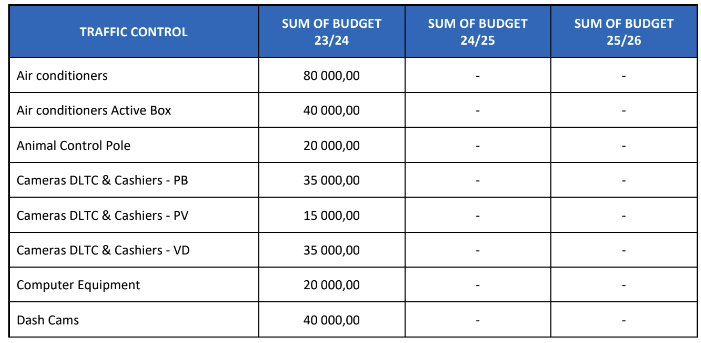 TRAFFIC CONTROL SUM OF BUDGET 23/24 SUM OF BUDGET 24/25 SUM OF BUDGET 25/26
Air conditioners 80 000,00 - -
Air conditioners Active Box 40 000,00 - -
Animal Control Pole 20 000,00 - -
Cameras DLTC & Cashiers - PB 35 000,00 - -
Cameras DLTC & Cashiers - PV 15 000,00 - -
Cameras DLTC & Cashiers - VD 35 000,00 - -
Computer Equipment 20 000,00 - -
Dash Cams 40 000,00 - -